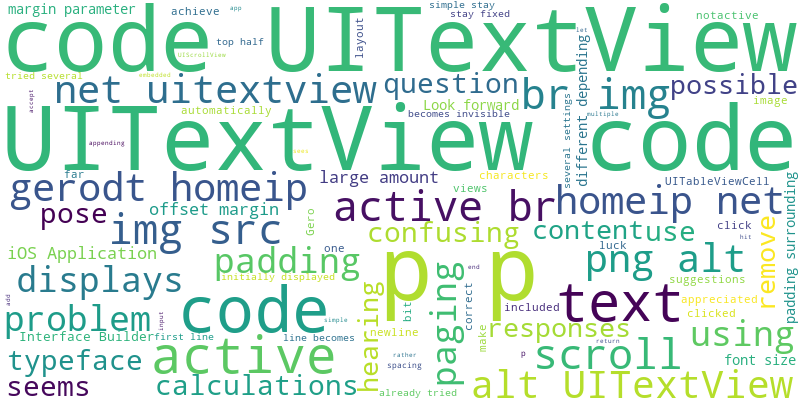 margin parameter achieve app simple stay notactive
code UITextView
top half layout stay fixed let
UIScrollView
tried several embedded
net uitextview question br img possible
accept automatically Look forward several settings different depending image
becomes invisible multiple
UITextView code
appending sees
far large amount characters UITableViewCell
gerodt homeip views active br homeip net
pose offset margin Gero click
img src confusing content use remove padding surrounding
iOS Application one luck hit
displays padding p p png alt
initially displayed end suggestions
problem code hearing paging bit correct included text appreciated
add input simple clicked
Interface Builder first line line becomes newline make responses using
typeface active rather p return scroll font size
spacing
seems calculations already tried alt UITextView